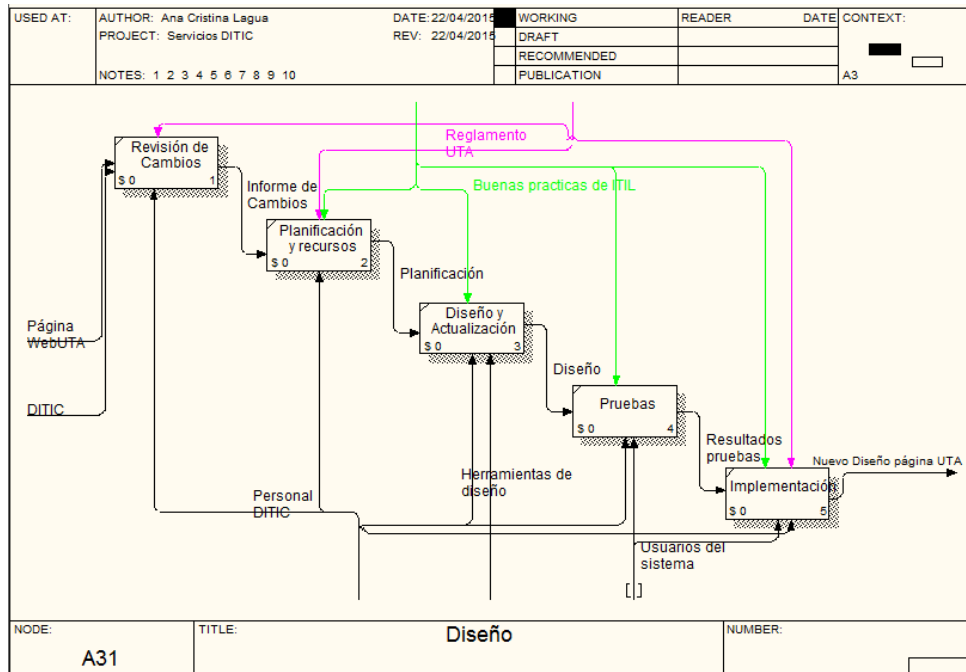 USED AT:
AUTHOR: Ana Cristina Lagua
DATE: 22/04/2015
WORKING
READER
DATE
CONTEXT:
PROJECT: Servicios DITIC
REV: 22/04/2015
DRAFT
RECOMMENDED
NOTES: 1 2 3 4 5 6 7 8 9 10
PUBLICATION
A3
Reglamento
UTA
Revisión de
Cambios
$ 0
1
Buenas practicas de ITIL
Informe de
Cambios
Planificación
y recursos
$ 0
2
Planificación
Diseño y
Actualización
$ 0
3
Página
WebUTA
Diseño
Pruebas
$ 0
4
DITIC
Resultados
pruebas
Nuevo Diseño página UTA
Herramientas de
diseño
Implementación
$ 0
5
Personal
DITIC
Usuarios del
sistema
NODE:
TITLE:
Diseño
NUMBER:
A31